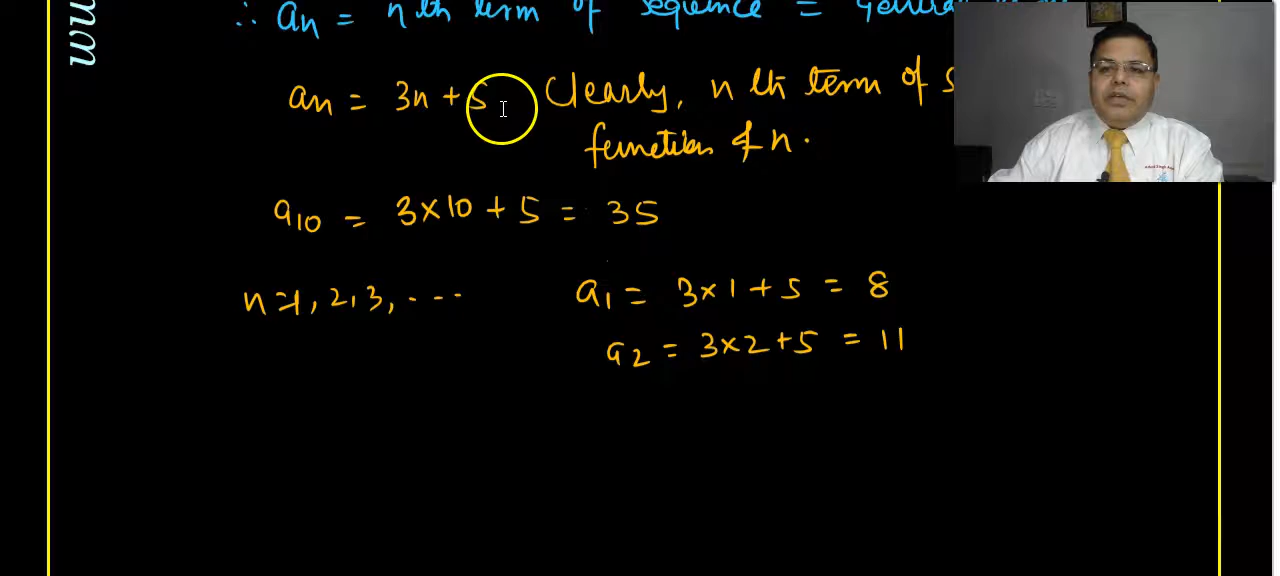 ∴ an = nth term of sequence =
an = 3n + 5 Clearly, nth term of s
function of n.
a10 = 3×10 + 5 = 35
n=1, 2, 3, ----
a1 = 3×1 + 5 = 8
a2 = 3×2 + 5 = 11
ww